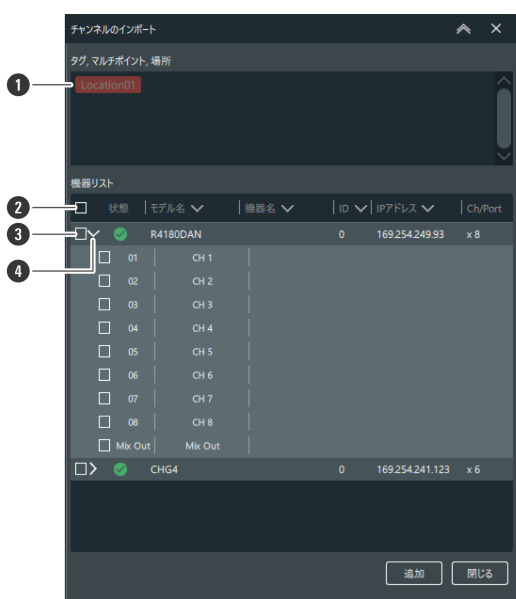 チャンネルのインポート
タグ, マルチポイント, 場所
1
Location01
機器リスト
2
状態 モデル名 機器名 ID IPアドレス Ch/Port
3
R4180DAN 0 169.254.249.93 x 8
4
01 CH 1
02 CH 2
03 CH 3
04 CH 4
05 CH 5
06 CH 6
07 CH 7
08 CH 8
Mix Out Mix Out
CHG4 0 169.254.241.123 x 6
追加 閉じる